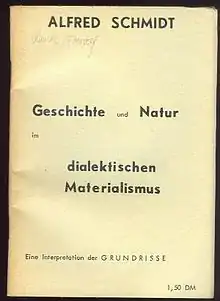 ALFRED SCHMIDT
Geschichte und Natur
im
dialektischen
Materialismus
Eine Interpretation der GRUNDRISSE
1,50 DM